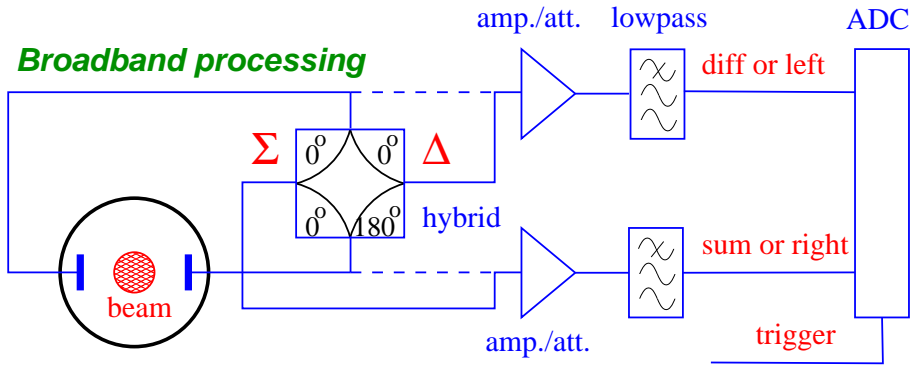 amp./att. lowpass ADC
Broadband processing
diff or left
Σ 0° 0° Δ
0° 180° hybrid
sum or right
beam
amp./att.
trigger